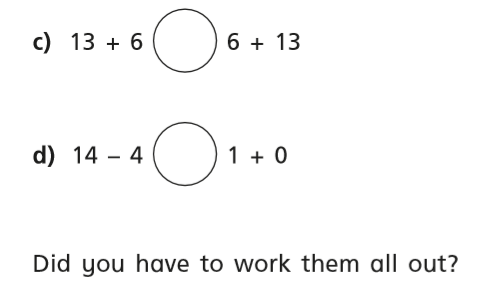 c) 13 + 6 6 + 13
d) 14 – 4 1 + 0
Did you have to work them all out?